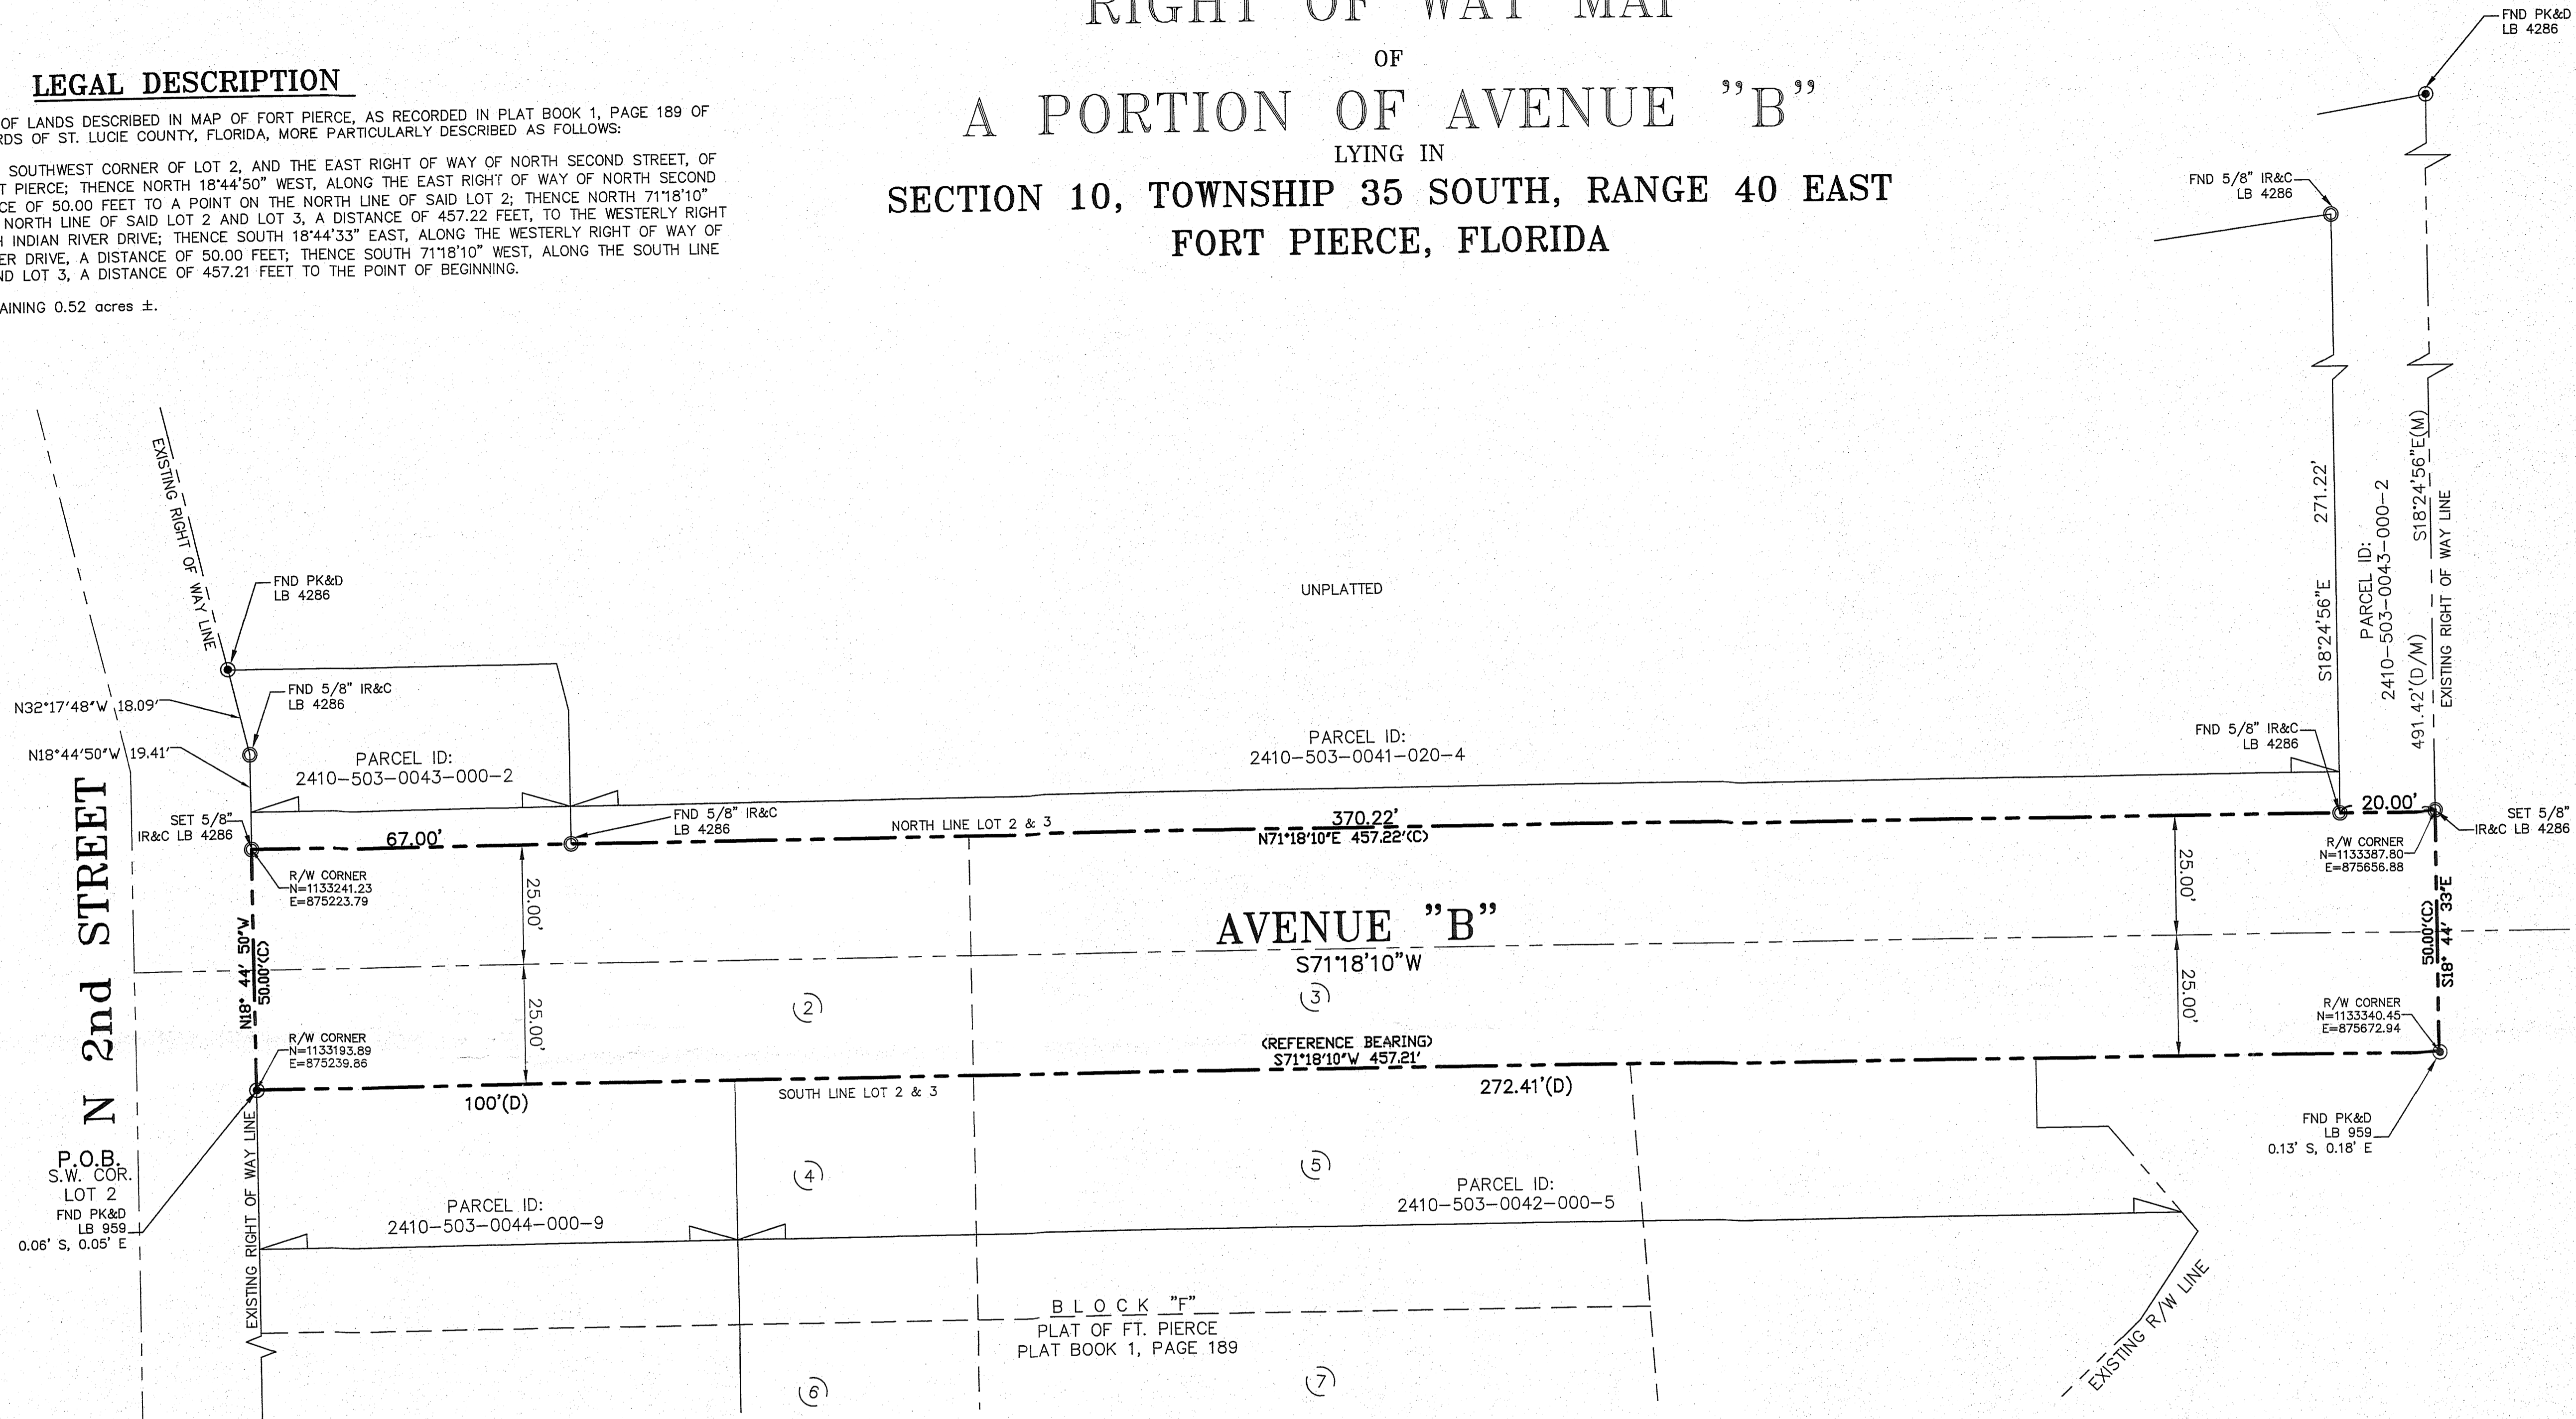 RIGHT OF WAY MAP
OF
A PORTION OF AVENUE "B"
LYING IN
SECTION 10, TOWNSHIP 35 SOUTH, RANGE 40 EAST
FORT PIERCE, FLORIDA
LEGAL DESCRIPTION
OF LANDS DESCRIBED IN MAP OF FORT PIERCE, AS RECORDED IN PLAT BOOK 1, PAGE 189 OF
RDS OF ST. LUCIE COUNTY, FLORIDA, MORE PARTICULARLY DESCRIBED AS FOLLOWS:
SOUTHWEST CORNER OF LOT 2, AND THE EAST RIGHT OF WAY OF NORTH SECOND STREET, OF
T PIERCE; THENCE NORTH 18°44'50" WEST, ALONG THE EAST RIGHT OF WAY OF NORTH SECOND
CE OF 50.00 FEET TO A POINT ON THE NORTH LINE OF SAID LOT 2; THENCE NORTH 71°18'10"
NORTH LINE OF SAID LOT 2 AND LOT 3, A DISTANCE OF 457.22 FEET, TO THE WESTERLY RIGHT
H INDIAN RIVER DRIVE; THENCE SOUTH 18°44'33" EAST, ALONG THE WESTERLY RIGHT OF WAY OF
ER DRIVE, A DISTANCE OF 50.00 FEET; THENCE SOUTH 71°18'10" WEST, ALONG THE SOUTH LINE
ND LOT 3, A DISTANCE OF 457.21 FEET TO THE POINT OF BEGINNING.
AINING 0.52 acres ±.
FND PK&D
LB 4286
FND 5/8" IR&C
LB 4286
EXISTING RIGHT OF WAY LINE
FND PK&D
LB 4286
UNPLATTED
S18°24'56"E 271.22'
PARCEL ID:
2410-503-0043-000-2
491.42'(D/M) S18°24'56"E(M)
EXISTING RIGHT OF WAY LINE
N32°17'48"W 18.09'
FND 5/8" IR&C
LB 4286
N18°44'50"W 19.41'
PARCEL ID:
2410-503-0043-000-2
PARCEL ID:
2410-503-0041-020-4
FND 5/8" IR&C
LB 4286
SET 5/8"
IR&C LB 4286
67.00'
FND 5/8" IR&C
LB 4286
NORTH LINE LOT 2 & 3
370.22'
N71°18'10"E 457.22'(C)
20.00'
SET 5/8"
IR&C LB 4286
R/W CORNER
N=1133241.23
E=875223.79
R/W CORNER
N=1133387.80
E=875656.88
N 2nd STREET
N18° 44' 50"W
50.00'(C)
25.00'
25.00'
AVENUE "B"
S71°18'10"W
25.00'
25.00'
50.00'(C)
S18° 44' 33"E
2
3
R/W CORNER
N=1133193.89
E=875239.86
(REFERENCE BEARING)
S71°18'10"W 457.21'
R/W CORNER
N=1133340.45
E=875672.94
100'(D)
SOUTH LINE LOT 2 & 3
272.41'(D)
P.O.B.
S.W. COR.
LOT 2
FND PK&D
LB 959
0.06' S, 0.05' E
EXISTING RIGHT OF WAY LINE
FND PK&D
LB 959
0.13' S, 0.18' E
4
5
PARCEL ID:
2410-503-0044-000-9
PARCEL ID:
2410-503-0042-000-5
BLOCK "F"
PLAT OF FT. PIERCE
PLAT BOOK 1, PAGE 189
6
7
EXISTING R/W LINE